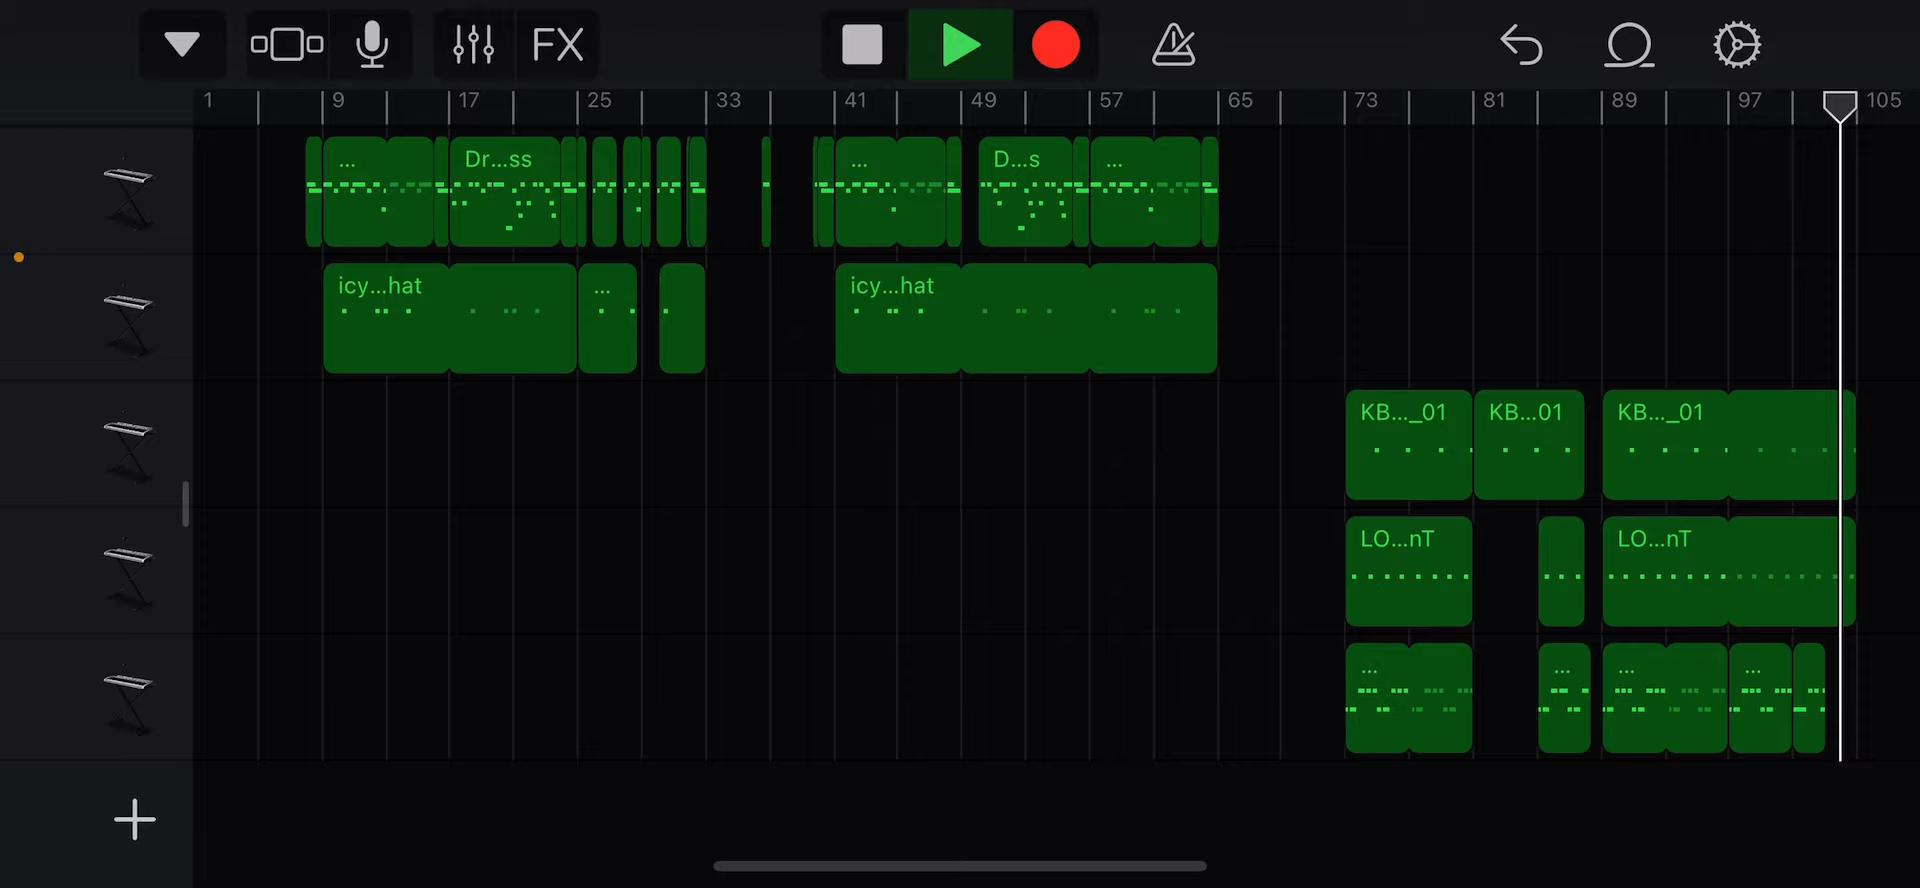 FX
1 9 17 25 33 41 49 57 65 73 81 89 97 105
... Dr...ss ... D...s ...
icy...hat ... icy...hat
KB..._01 KB...01 KB..._01
LO...nT LO...nT
... ... ... ...